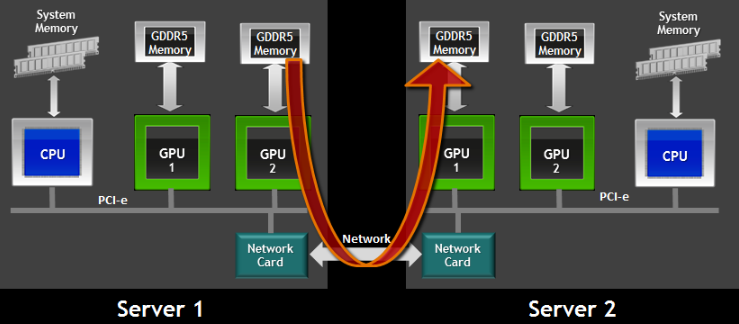 System
Memory
GDDR5
Memory
GDDR5
Memory
CPU
GPU
1
GPU
2
PCI-e
Network
Card
Server 1
Network
GDDR5
Memory
GDDR5
Memory
System
Memory
GPU
1
GPU
2
CPU
PCI-e
Network
Card
Server 2